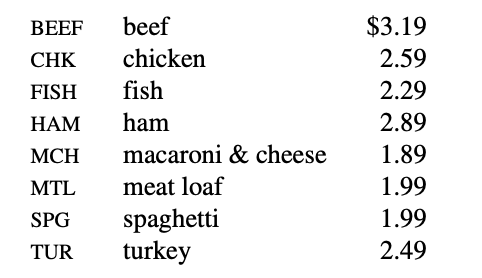 BEEF beef $3.19
CHK chicken 2.59
FISH fish 2.29
HAM ham 2.89
MCH macaroni & cheese 1.89
MTL meat loaf 1.99
SPG spaghetti 1.99
TUR turkey 2.49